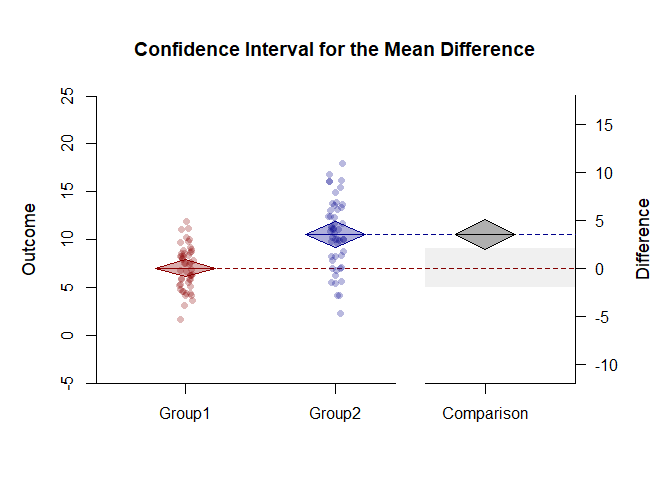 Confidence Interval for the Mean Difference
Outcome
25
20
15
10
5
0
-5
Group1
Group2
Comparison
15
10
5
0
-5
-10
Difference